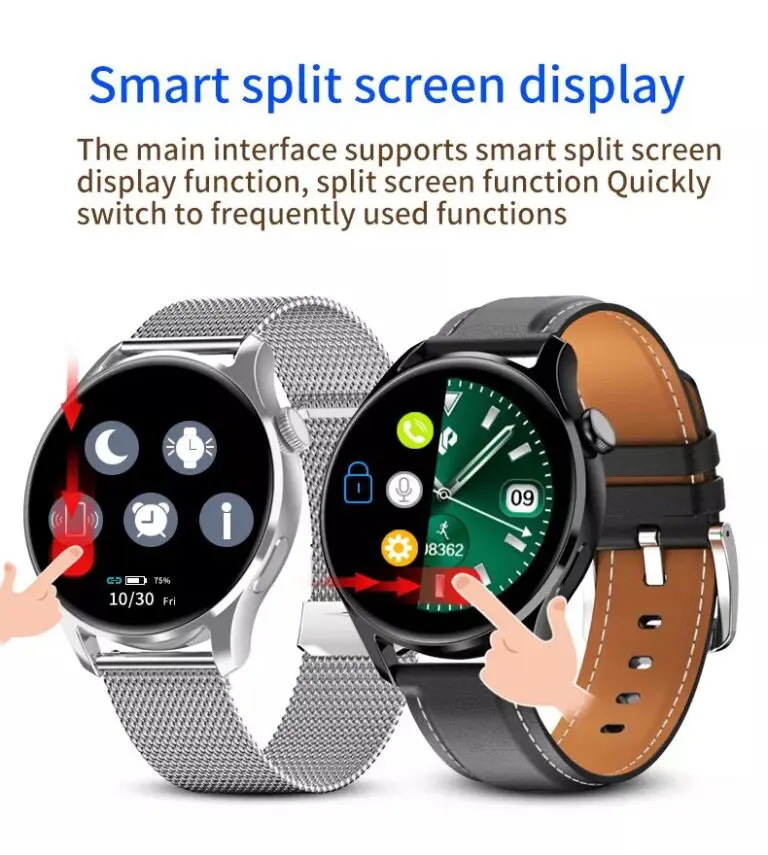 Smart split screen display
The main interface supports smart split screen
display function, split screen function Quickly
switch to frequently used functions
75%
10/30 Fri
09
08362